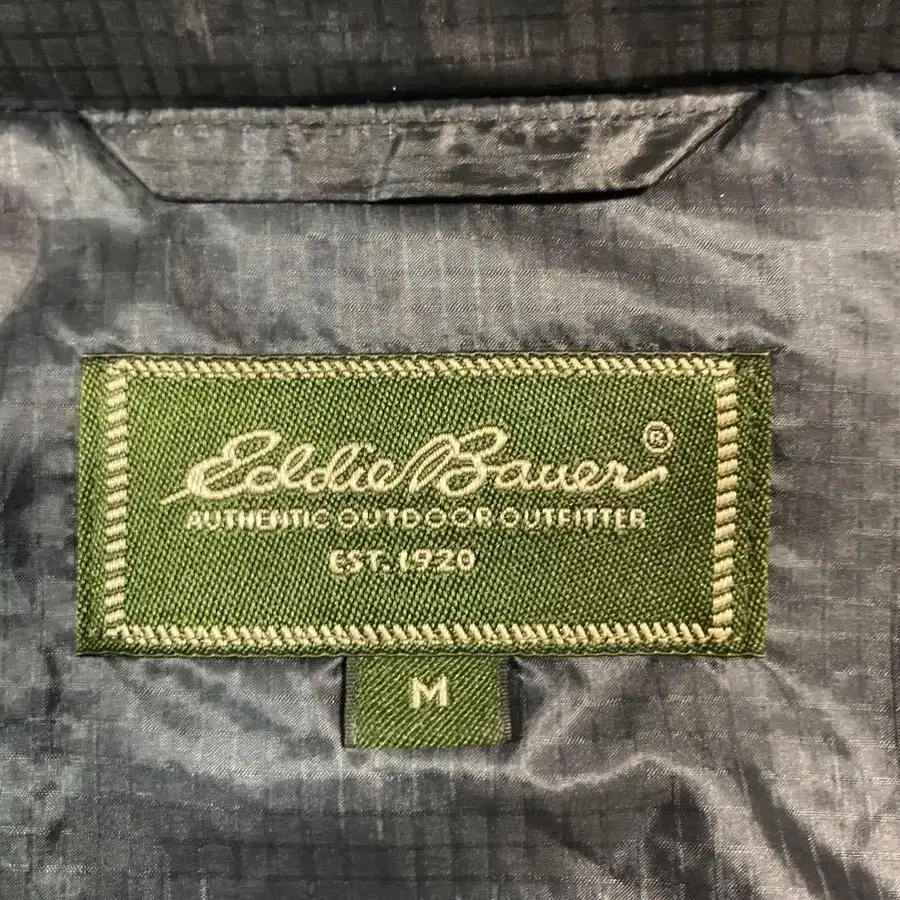 Eddie Bauer®
AUTHENTIC OUTDOOR OUTFITTER
EST. 1920
M